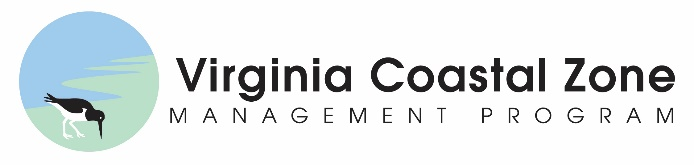 Virginia Coastal Zone
MANAGEMENT PROGRAM